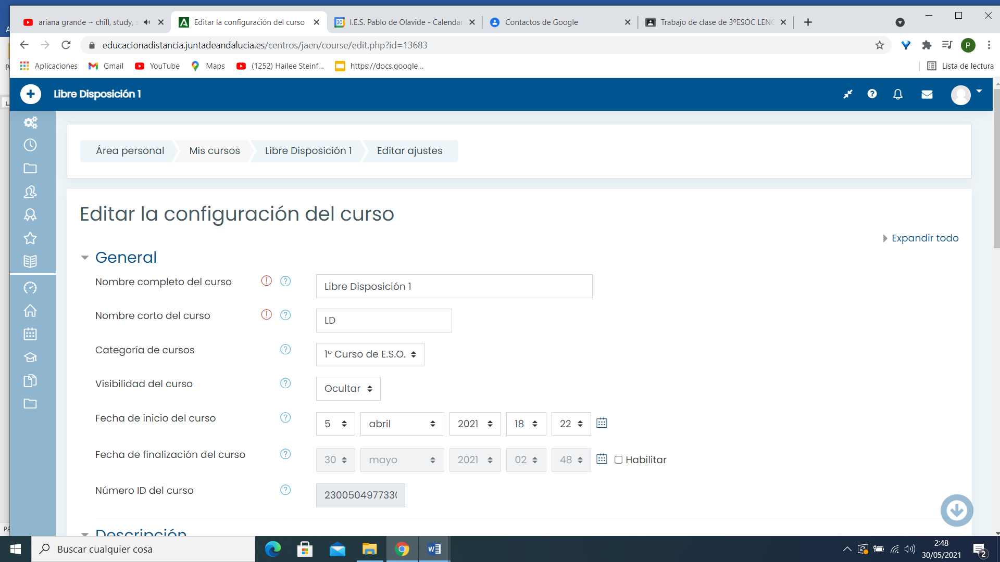 ariana grande ~ chill, study, s
Editar la configuración del curso
30
I.E.S. Pablo de Olavide - Calendar
Contactos de Google
Trabajo de clase de 3ºESOC LENG
educacionadistancia.juntadeandalucia.es/centros/jaen/course/edit.php?id=13683
P
Aplicaciones
Gmail
YouTube
Maps
(1252) Hailee Steinf...
https://docs.google...
Lista de lectura
Libre Disposición 1
Área personal
Mis cursos
Libre Disposición 1
Editar ajustes
Editar la configuración del curso
Expandir todo
General
Nombre completo del curso
Libre Disposición 1
Nombre corto del curso
LD
Categoría de cursos
1º Curso de E.S.O.
Visibilidad del curso
Ocultar
Fecha de inicio del curso
5 abril 2021 18 22
Fecha de finalización del curso
30 mayo 2021 02 48 Habilitar
Número ID del curso
2300504977330
Descripción
Buscar cualquier cosa
2:48
30/05/2021
2